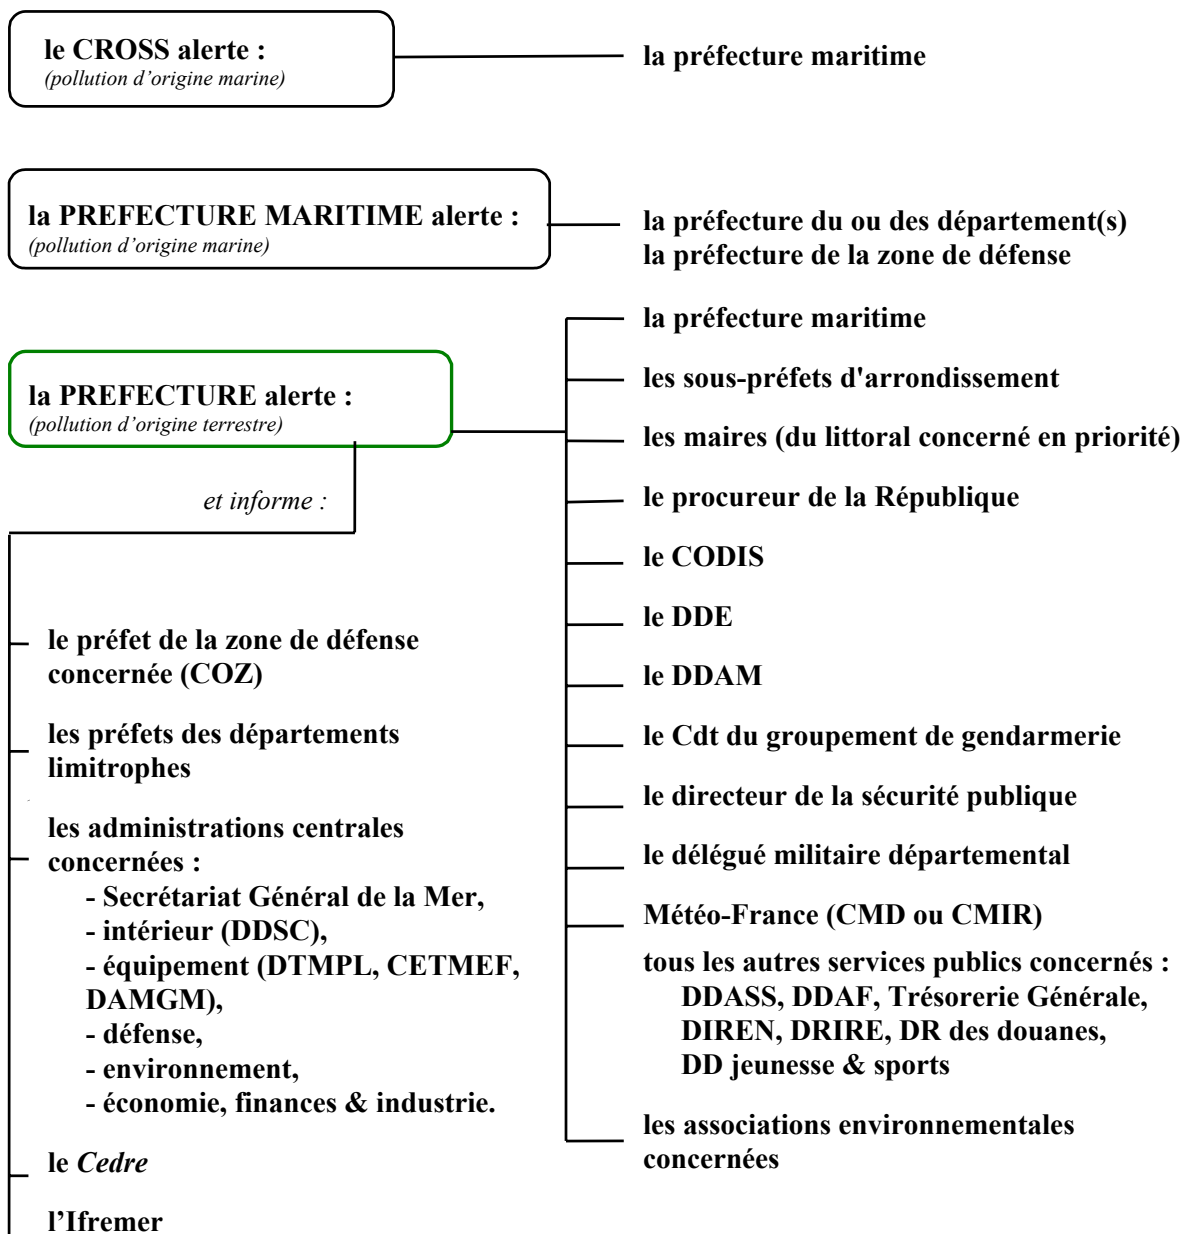 le CROSS alerte :
(pollution d’origine marine)
la préfecture maritime
la PREFECTURE MARITIME alerte :
(pollution d’origine marine)
la préfecture du ou des département(s)
la préfecture de la zone de défense
la PREFECTURE alerte :
(pollution d’origine terrestre)
la préfecture maritime
les sous-préfets d'arrondissement
les maires (du littoral concerné en priorité)
le procureur de la République
le CODIS
le DDE
le DDAM
le Cdt du groupement de gendarmerie
le directeur de la sécurité publique
le délégué militaire départemental
Météo-France (CMD ou CMIR)
tous les autres services publics concernés :
DDASS, DDAF, Trésorerie Générale,
DIREN, DRIRE, DR des douanes,
DD jeunesse & sports
les associations environnementales
concernées
et informe :
le préfet de la zone de défense
concernée (COZ)
les préfets des départements
limitrophes
les administrations centrales
concernées :
- Secrétariat Général de la Mer,
- intérieur (DDSC),
- équipement (DTMPL, CETMEF,
DAMGM),
- défense,
- environnement,
- économie, finances & industrie.
le Cedre
l’Ifremer